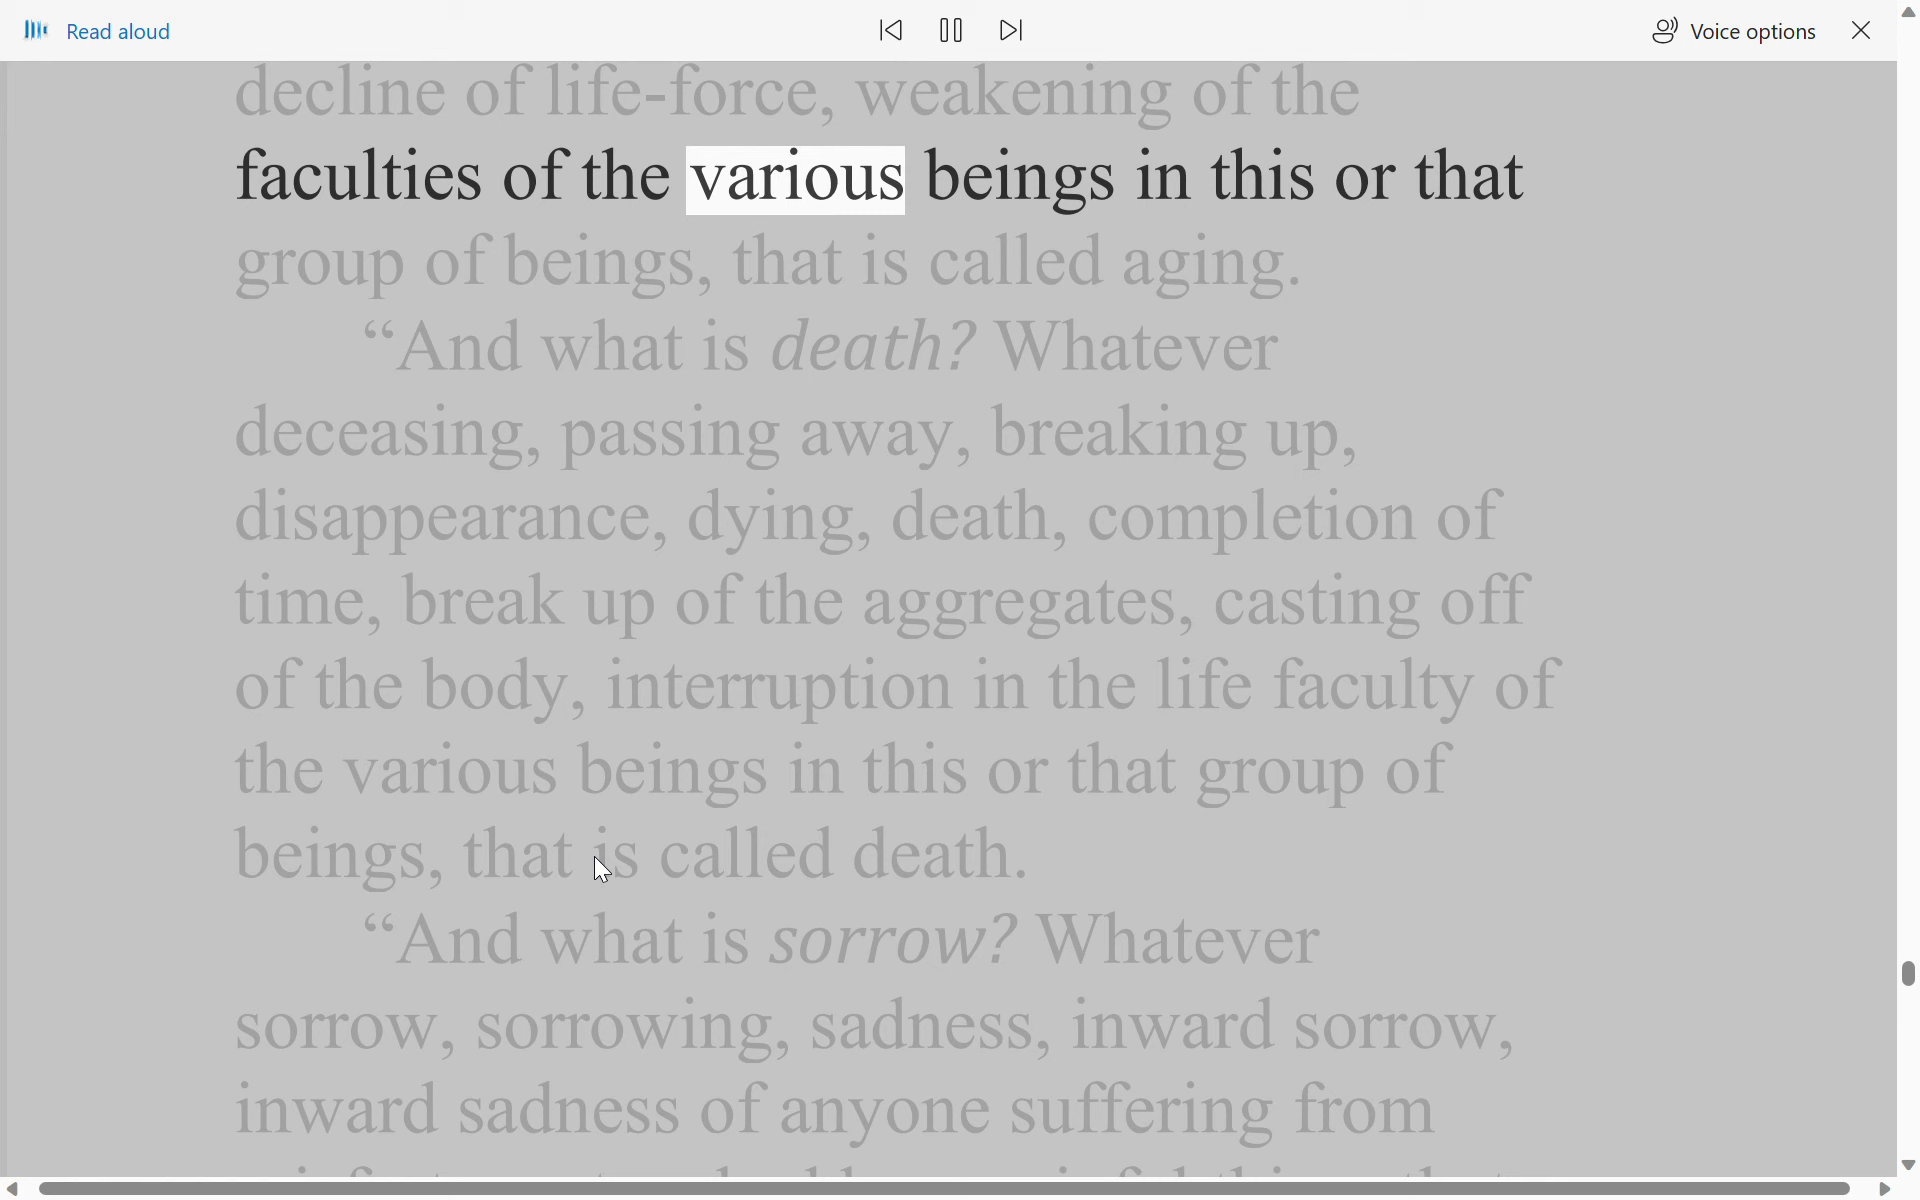 Read aloud
Voice options
decline of life-force, weakening of the
faculties of the various beings in this or that
group of beings, that is called aging.
“And what is death? Whatever
deceasing, passing away, breaking up,
disappearance, dying, death, completion of
time, break up of the aggregates, casting off
of the body, interruption in the life faculty of
the various beings in this or that group of
beings, that is called death.
“And what is sorrow? Whatever
sorrow, sorrowing, sadness, inward sorrow,
inward sadness of anyone suffering from